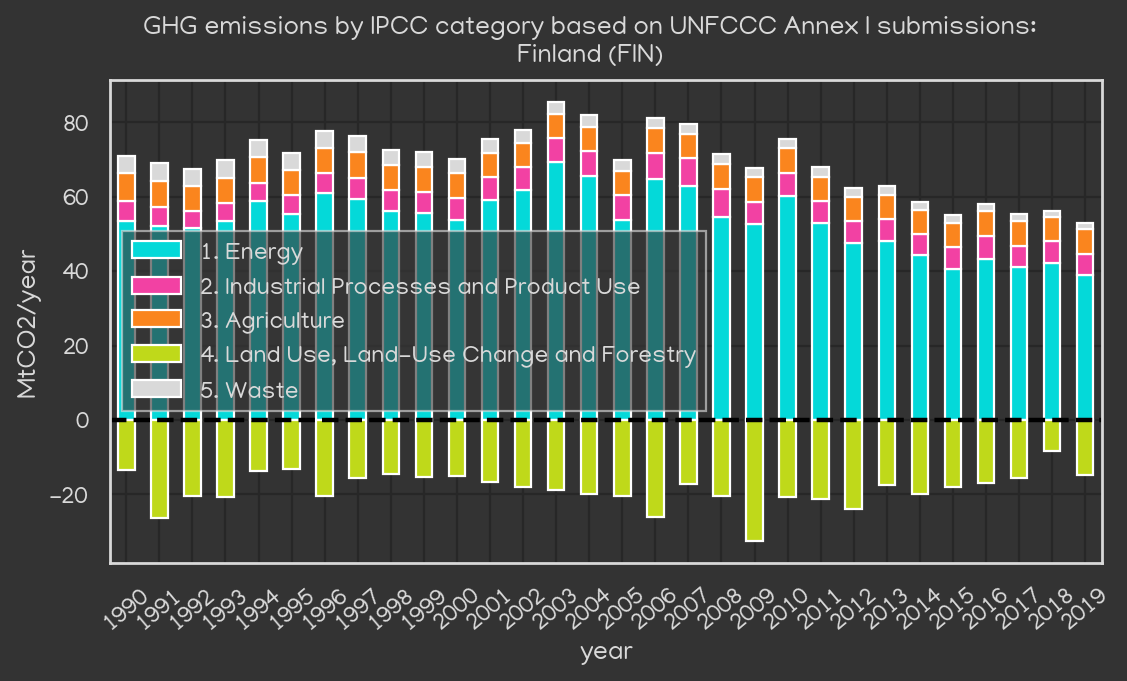 GHG emissions by IPCC category based on UNFCCC Annex I submissions:
Finland (FIN)
MtCO2/year
80
60
40
20
0
−20
1. Energy
2. Industrial Processes and Product Use
3. Agriculture
4. Land Use, Land-Use Change and Forestry
5. Waste
1990 1991 1992 1993 1994 1995 1996 1997 1998 1999 2000 2001 2002 2003 2004 2005 2006 2007 2008 2009 2010 2011 2012 2013 2014 2015 2016 2017 2018 2019
year